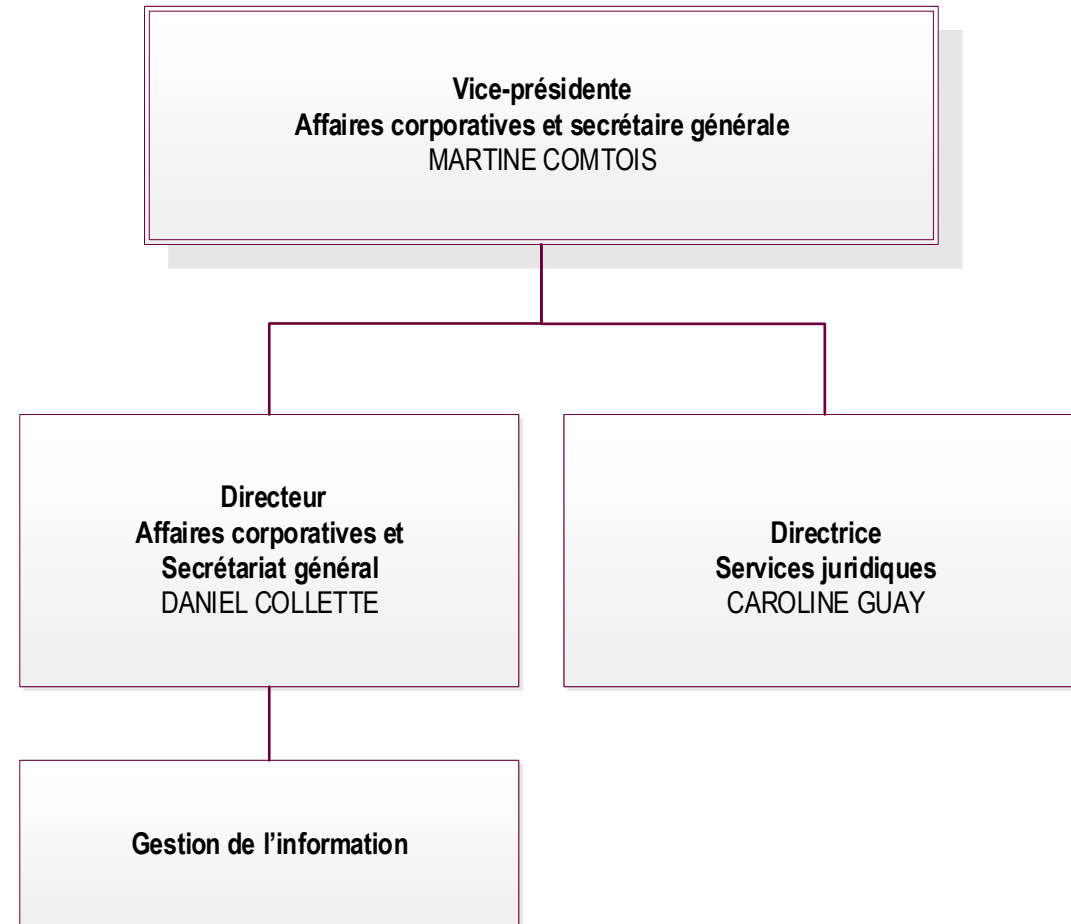 Vice-présidente
Affaires corporatives et secrétaire générale
MARTINE COMTOIS
Directeur
Affaires corporatives et
Secrétariat général
DANIEL COLLETTE
Directrice
Services juridiques
CAROLINE GUAY
Gestion de l’information